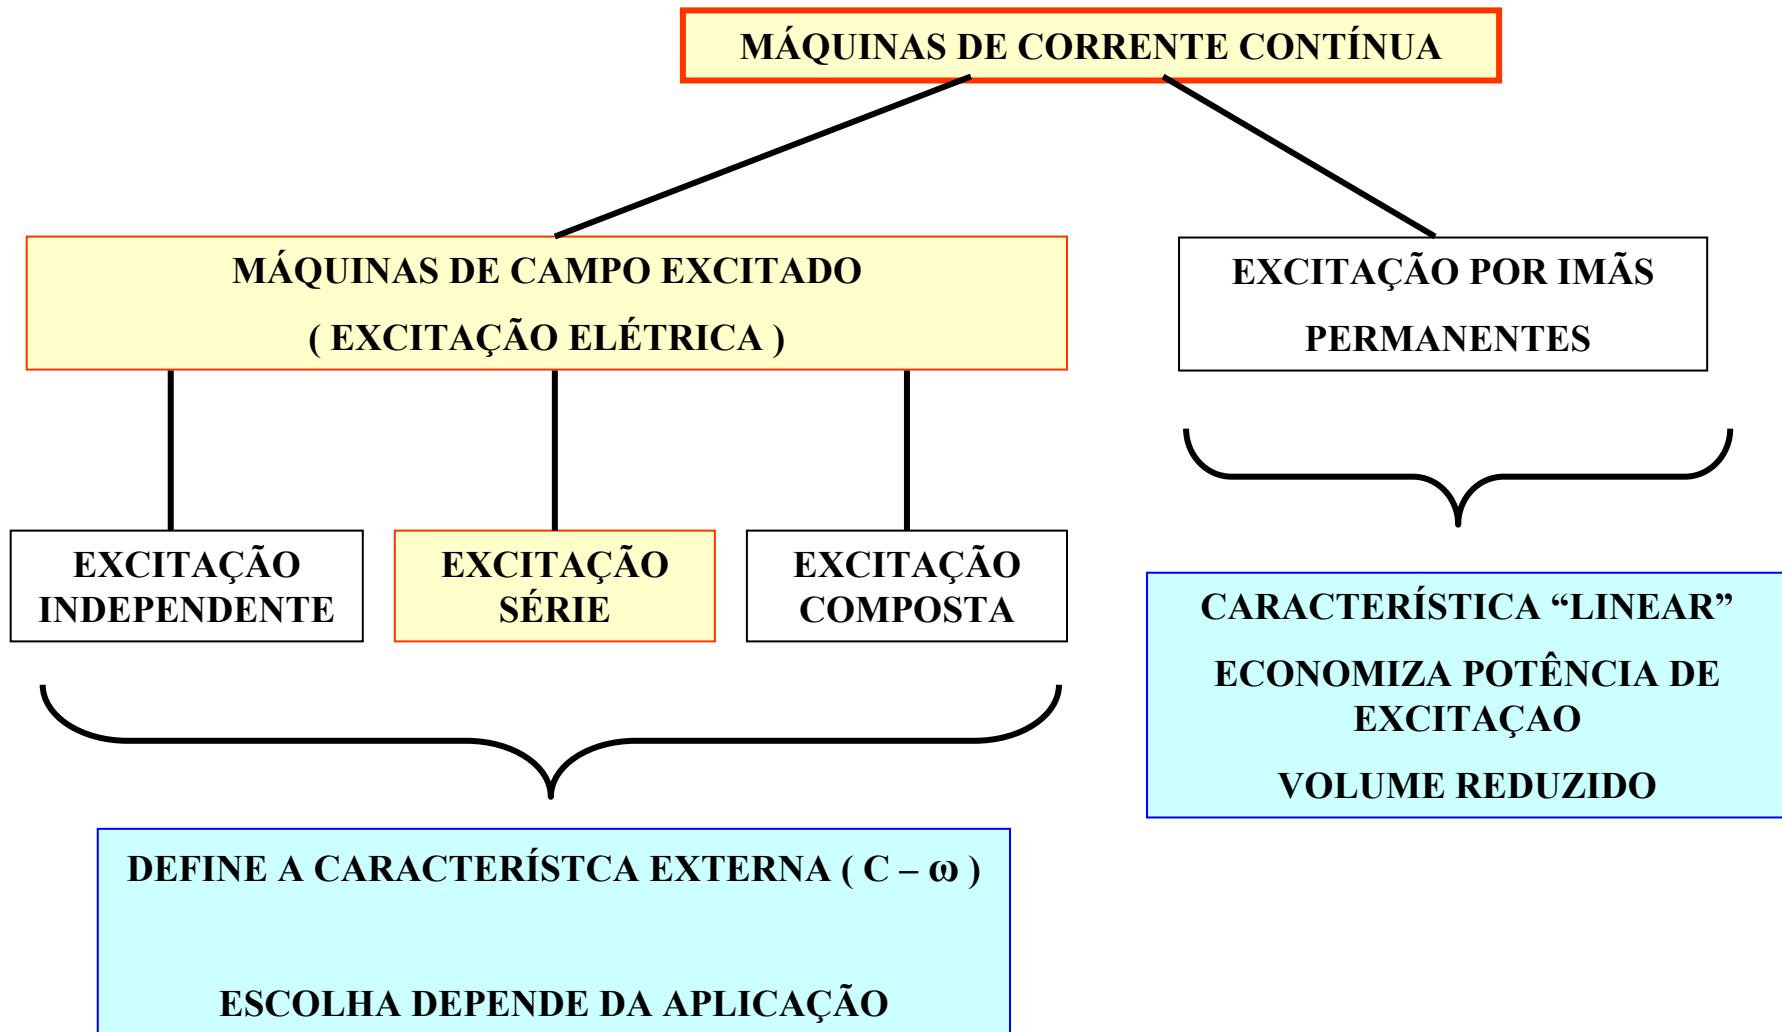 MÁQUINAS DE CORRENTE CONTÍNUA
MÁQUINAS DE CAMPO EXCITADO
( EXCITAÇÃO ELÉTRICA )
EXCITAÇÃO POR IMÃS
PERMANENTES
EXCITAÇÃO
INDEPENDENTE
EXCITAÇÃO
SÉRIE
EXCITAÇÃO
COMPOSTA
CARACTERÍSTICA “LINEAR”
ECONOMIZA POTÊNCIA DE
EXCITAÇAO
VOLUME REDUZIDO
DEFINE A CARACTERÍSTCA EXTERNA ( C – ω )
ESCOLHA DEPENDE DA APLICAÇÃO